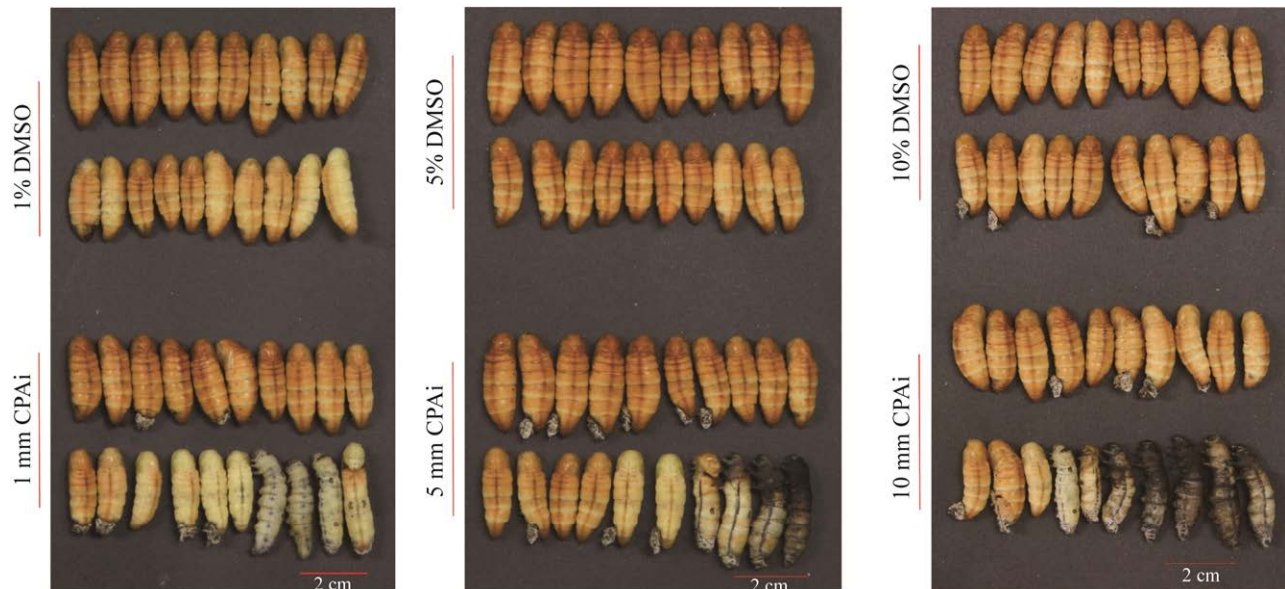 1% DMSO
1 mm CPAi
2 cm
5% DMSO
5 mm CPAi
2 cm
10% DMSO
10 mm CPAi
2 cm